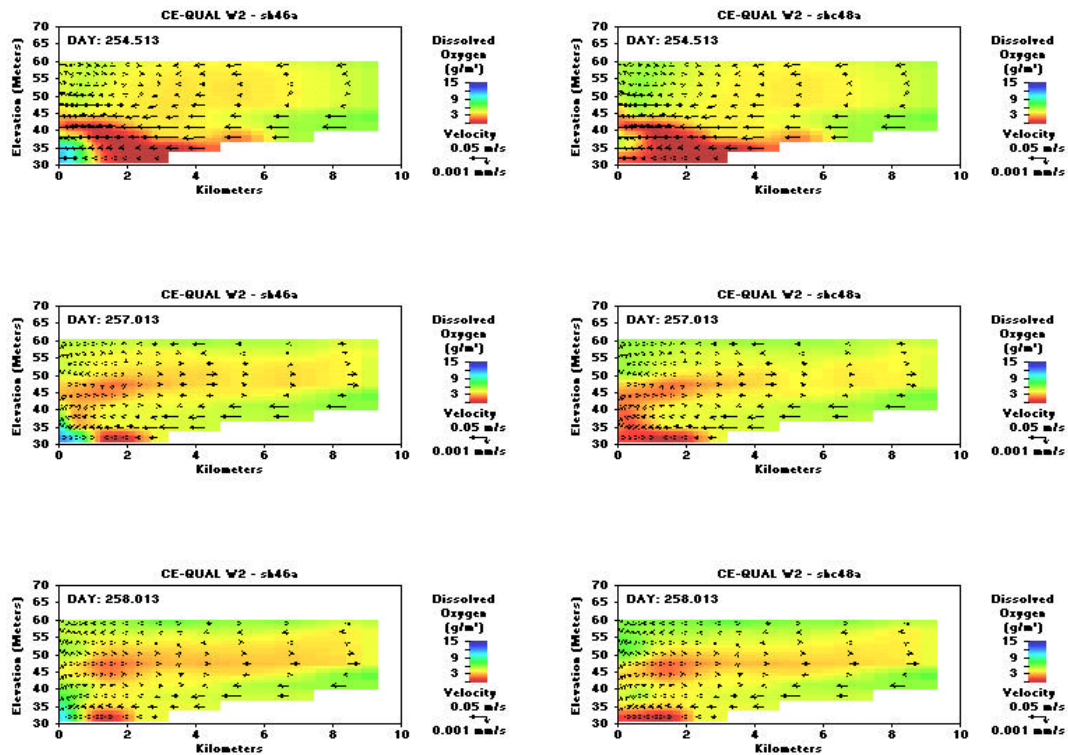 CE-QUAL W2 - sh46a
DAY: 254.513
70
65
60
55
50
45
40
35
30
Elevation (Meters)
0 2 4 6 8 10
Kilometers
Dissolved
Oxygen
(g/m³)
15
9
3
Velocity
0.05 m/s
0.001 mm/s
CE-QUAL W2 - shc48a
DAY: 254.513
70
65
60
55
50
45
40
35
30
Elevation (Meters)
0 2 4 6 8 10
Kilometers
Dissolved
Oxygen
(g/m³)
15
9
3
Velocity
0.05 m/s
0.001 mm/s
CE-QUAL W2 - sh46a
DAY: 257.013
70
65
60
55
50
45
40
35
30
Elevation (Meters)
0 2 4 6 8 10
Kilometers
Dissolved
Oxygen
(g/m³)
15
9
3
Velocity
0.05 m/s
0.001 mm/s
CE-QUAL W2 - shc48a
DAY: 257.013
70
65
60
55
50
45
40
35
30
Elevation (Meters)
0 2 4 6 8 10
Kilometers
Dissolved
Oxygen
(g/m³)
15
9
3
Velocity
0.05 m/s
0.001 mm/s
CE-QUAL W2 - sh46a
DAY: 258.013
70
65
60
55
50
45
40
35
30
Elevation (Meters)
0 2 4 6 8 10
Kilometers
Dissolved
Oxygen
(g/m³)
15
9
3
Velocity
0.05 m/s
0.001 mm/s
CE-QUAL W2 - shc48a
DAY: 258.013
70
65
60
55
50
45
40
35
30
Elevation (Meters)
0 2 4 6 8 10
Kilometers
Dissolved
Oxygen
(g/m³)
15
9
3
Velocity
0.05 m/s
0.001 mm/s